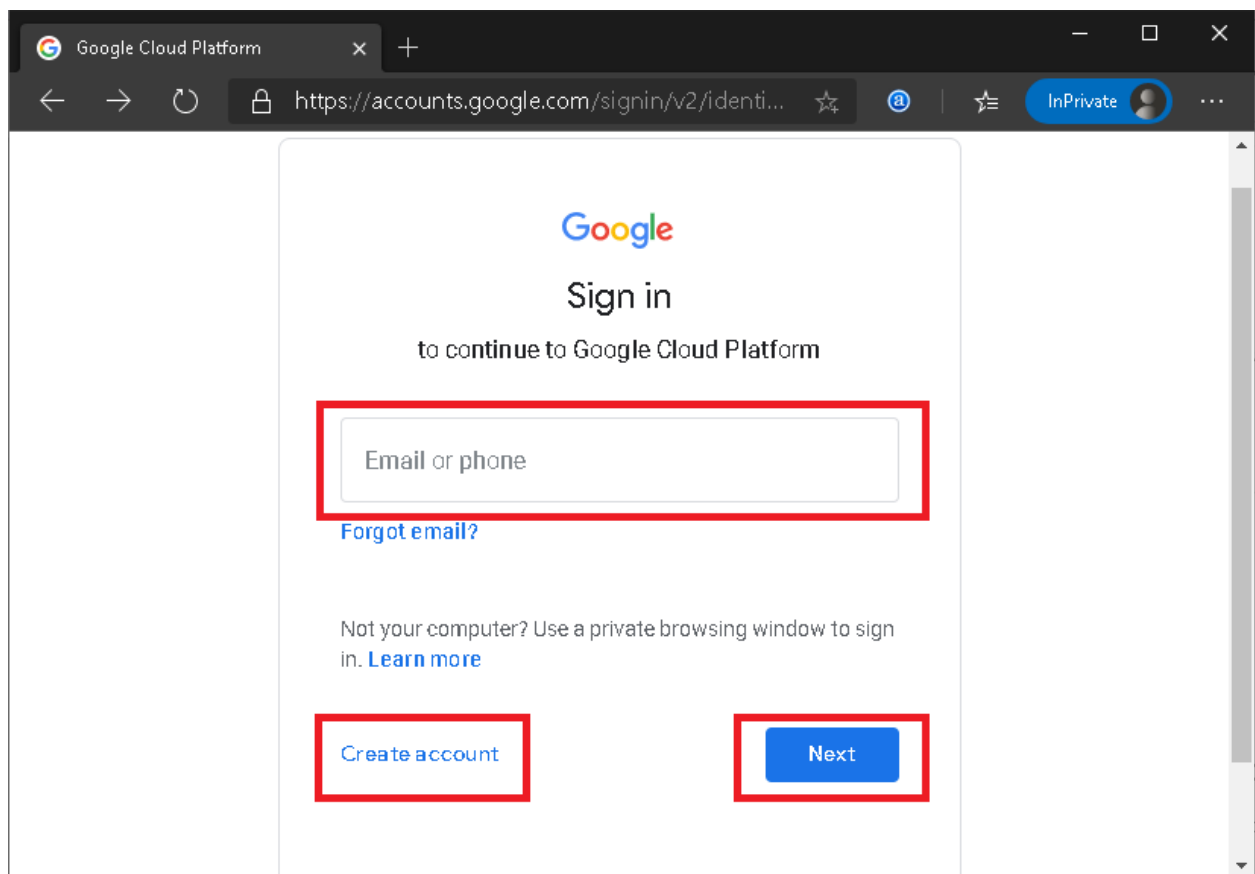 Google Cloud Platform
https://accounts.google.com/signin/v2/identi...
a
InPrivate
Google
Sign in
to continue to Google Cloud Platform
Email or phone
Forgot email?
Not your computer? Use a private browsing window to sign
in. Learn more
Create account
Next